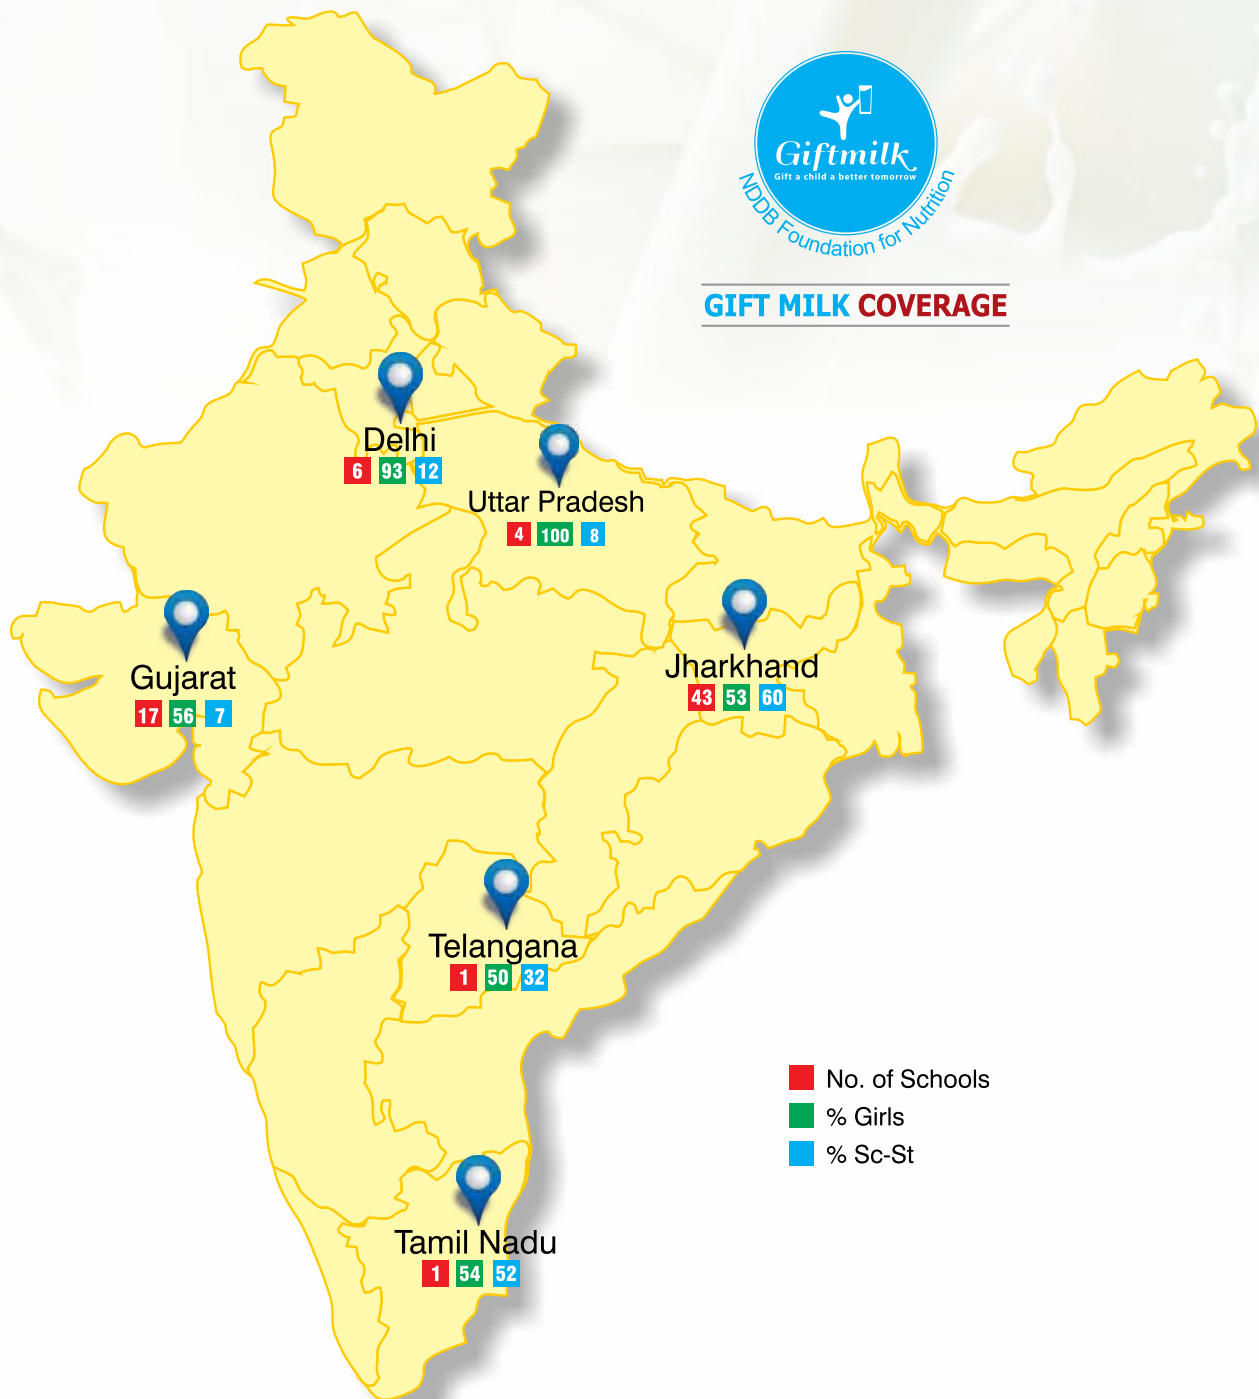 Giftmilk
Gift a child a better tomorrow
NDDB Foundation for Nutrition
GIFT MILK COVERAGE
Delhi
6 93 12
Uttar Pradesh
4 100 8
Gujarat
17 56 7
Jharkhand
43 53 60
Telangana
1 50 32
No. of Schools
% Girls
% Sc-St
Tamil Nadu
1 54 52